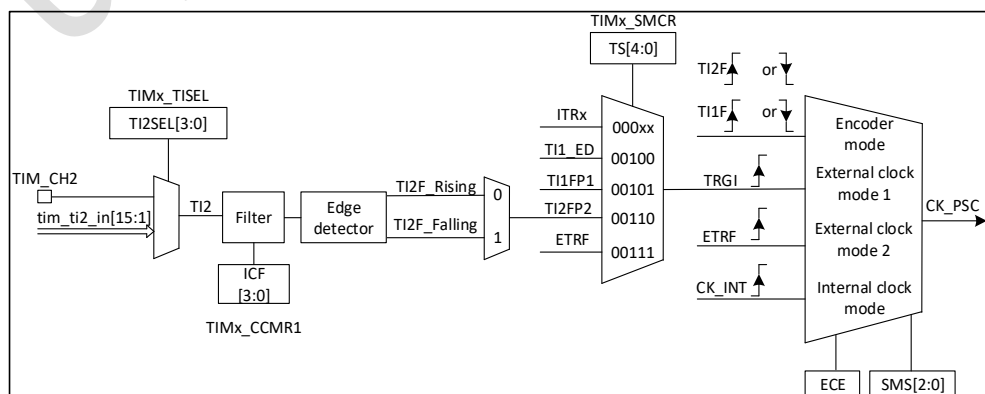 TIMx_SMCR
TS[4:0]
TIMx_TISEL
TI2SEL[3:0]
TIM_CH2
tim_ti2_in[15:1]
TI2
Filter
ICF
[3:0]
TIMx_CCMR1
Edge
detector
TI2F_Rising
TI2F_Falling
0
1
ITRx
TI1_ED
TI1FP1
TI2FP2
ETRF
000xx
00100
00101
00110
00111
TI2F or
TI1F or
TRGI
ETRF
CK_INT
Encoder
mode
External clock
mode 1
External clock
mode 2
Internal clock
mode
CK_PSC
ECE
SMS[2:0]